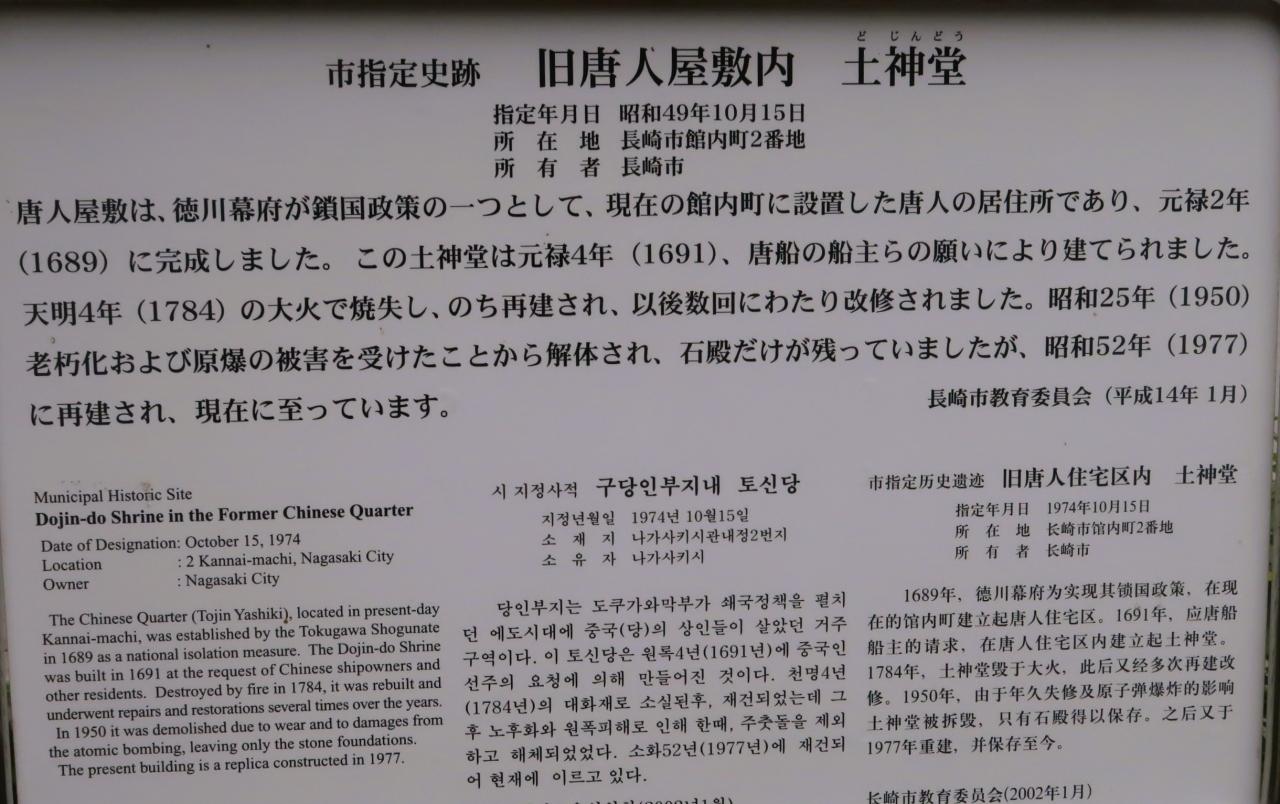 ど じんどう
市指定史跡 旧唐人屋敷内 土神堂
指定年月日 昭和49年10月15日
所在地 長崎市館内町2番地
所有者 長崎市
唐人屋敷は、徳川幕府が鎖国政策の一つとして、現在の館内町に設置した唐人の居住所であり、元禄2年
（1689）に完成しました。この土神堂は元禄4年（1691）、唐船の船主らの願いにより建てられました。
天明4年（1784）の大火で焼失し、のち再建され、以後数回にわたり改修されました。昭和25年（1950）
老朽化および原爆の被害を受けたことから解体され、石殿だけが残っていましたが、昭和52年（1977）
に再建され、現在に至っています。
長崎市教育委員会（平成14年 1月）
Municipal Historic Site
Dojin-do Shrine in the Former Chinese Quarter
Date of Designation: October 15, 1974
Location : 2 Kannai-machi, Nagasaki City
Owner : Nagasaki City
The Chinese Quarter (Tojin Yashiki), located in present-day
Kannai-machi, was established by the Tokugawa Shogunate
in 1689 as a national isolation measure. The Dojin-do Shrine
was built in 1691 at the request of Chinese shipowners and
other residents. Destroyed by fire in 1784, it was rebuilt and
underwent repairs and restorations several times over the years.
In 1950 it was demolished due to wear and to damages from
the atomic bombing, leaving only the stone foundations.
The present building is a replica constructed in 1977.
시 지정사적 구당인부지내 토신당
지정년월일 1974년 10월15일
소재지 나가사키시관내정2번지
소유자 나가사키시
당인부지는 도쿠가와막부가 쇄국정책을 펼치
던 에도시대에 중국(당)의 상인들이 살았던 거주
구역이다. 이 토신당은 원록4년(1691년)에 중국인
선주의 요청에 의해 만들어진 것이다. 천명4년
(1784년)의 대화재로 소실된후, 재건되었는데 그
후 노후화와 원폭피해로 인해 한때, 주춧돌을 제외
하고 해체되었었다. 소화52년(1977년)에 재건되
어 현재에 이르고 있다.
市指定历史遗迹 旧唐人住宅区内 土神堂
指定年月日 1974年10月15日
所在地 长崎市馆内町2番地
所有者 长崎市
1689年，德川幕府为实现其锁国政策，在现
在的馆内町建立起唐人住宅区。1691年，应唐船
船主的请求，在唐人住宅区内建立起土神堂。
1784年，土神堂毁于大火，此后又经多次再建改
修。1950年，由于年久失修及原子弹爆炸的影响
土神堂被拆毁，只有石殿得以保存。之后又于
1977年重建，并保存至今。
长崎市教育委员会(2002年1月)